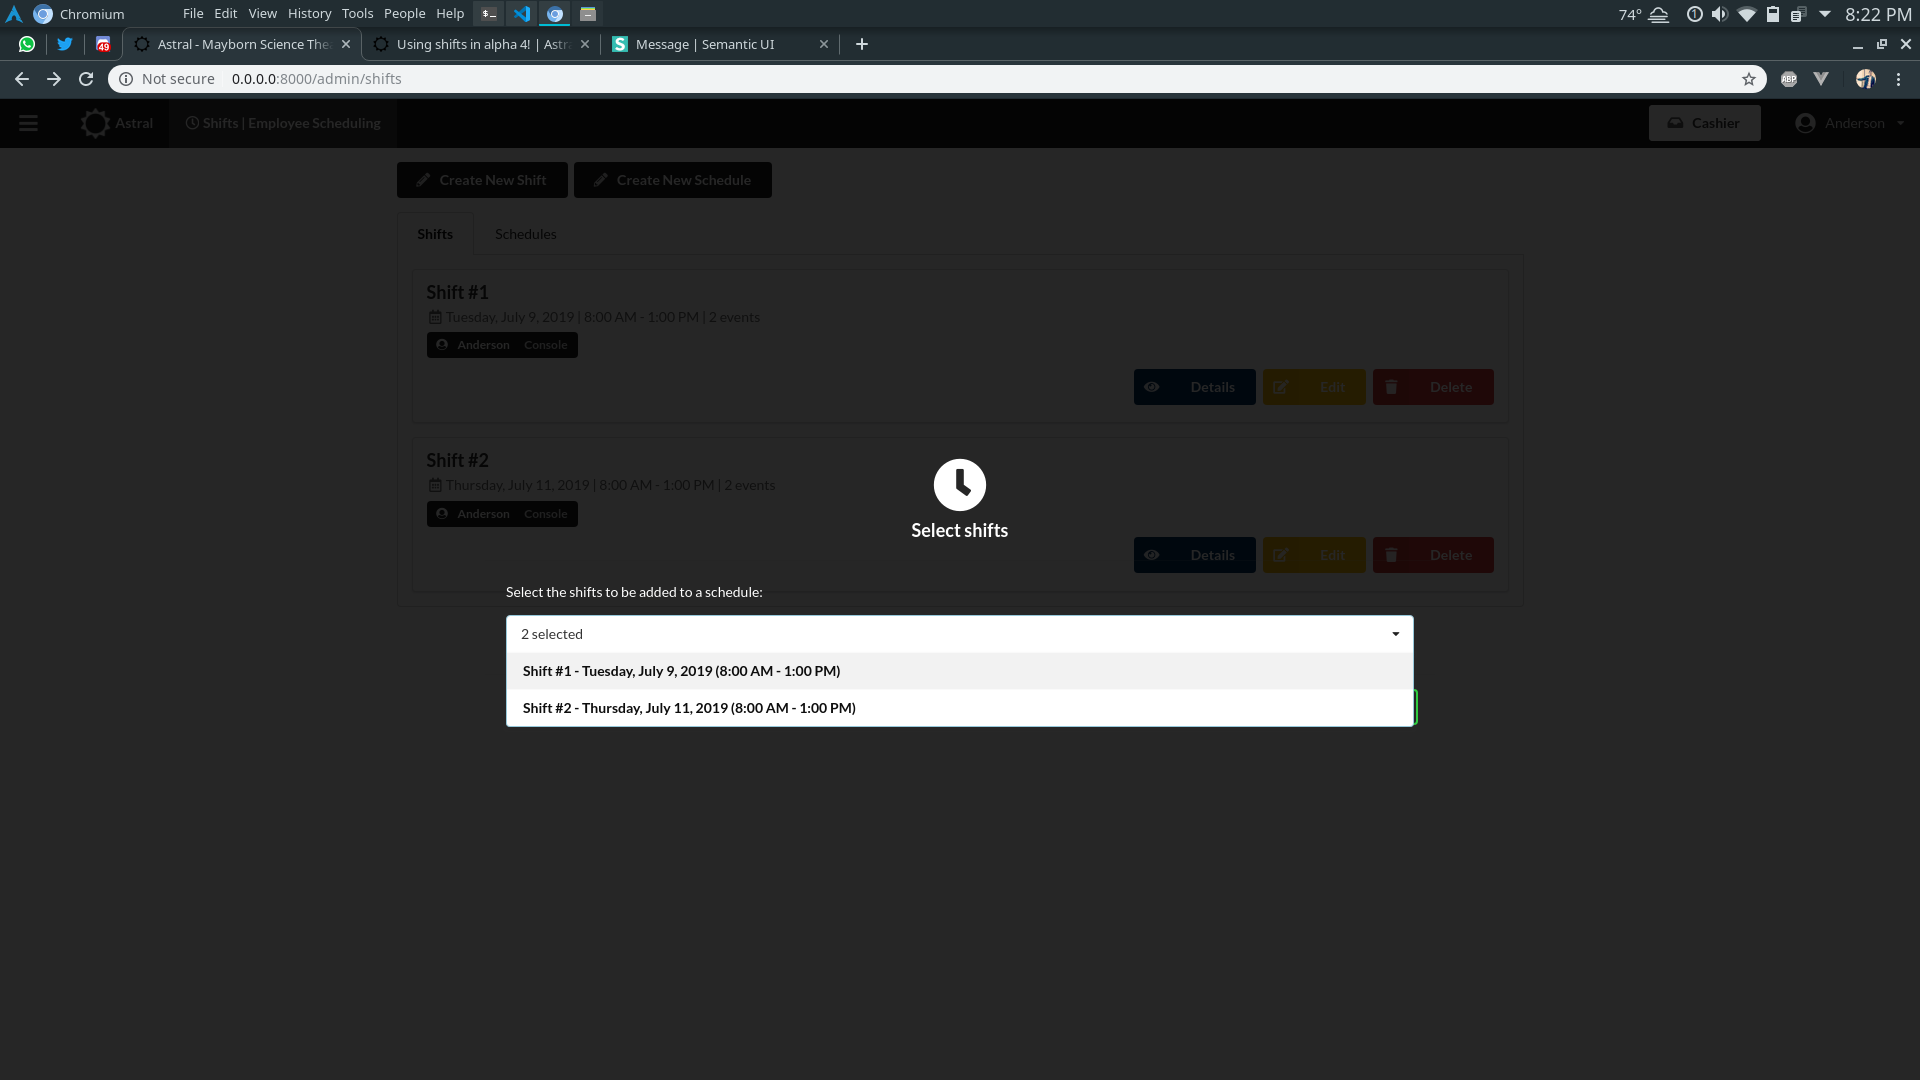 Chromium File Edit View History Tools People Help 74° 8:22 PM
49 Astral - Mayborn Science The Using shifts in alpha 4! | Astr Message | Semantic UI
Not secure 0.0.0.0:8000/admin/shifts ABP
Astral Shifts | Employee Scheduling Cashier Anderson
Create New Shift Create New Schedule
Shifts Schedules
Shift #1
Tuesday, July 9, 2019 | 8:00 AM - 1:00 PM | 2 events
Anderson Console
Details Edit Delete
Shift #2
Thursday, July 11, 2019 | 8:00 AM - 1:00 PM | 2 events
Anderson Console
Select shifts
Details Edit Delete
Select the shifts to be added to a schedule:
2 selected
Shift #1 - Tuesday, July 9, 2019 (8:00 AM - 1:00 PM)
Shift #2 - Thursday, July 11, 2019 (8:00 AM - 1:00 PM)